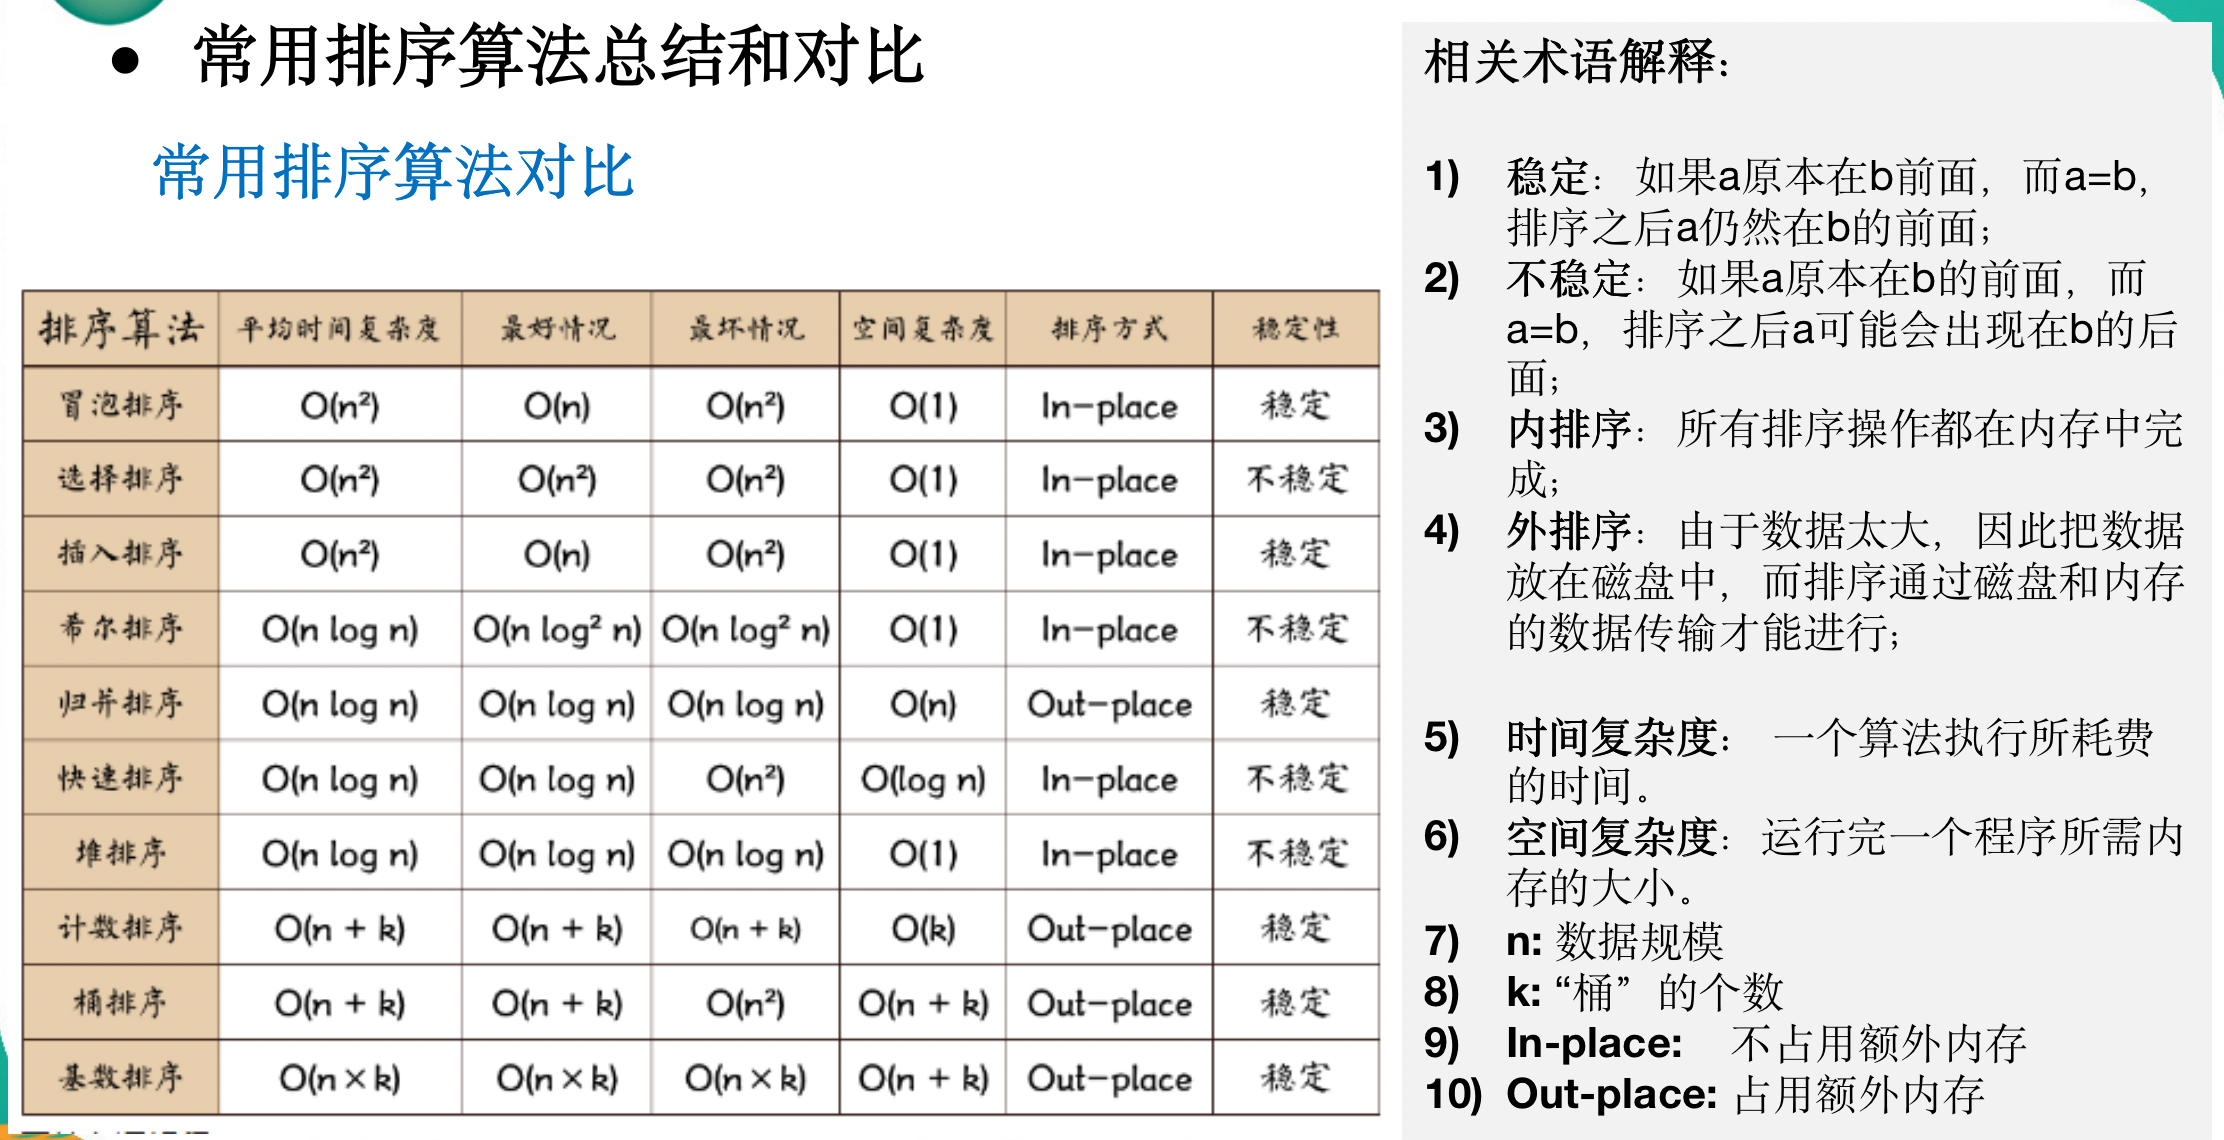 • 常用排序算法总结和对比
常用排序算法对比
排序算法 平均时间复杂度 最好情况 最坏情况 空间复杂度 排序方式 稳定性
冒泡排序 O(n²) O(n) O(n²) O(1) In-place 稳定
选择排序 O(n²) O(n²) O(n²) O(1) In-place 不稳定
插入排序 O(n²) O(n) O(n²) O(1) In-place 稳定
希尔排序 O(n log n) O(n log² n) O(n log² n) O(1) In-place 不稳定
归并排序 O(n log n) O(n log n) O(n log n) O(n) Out-place 稳定
快速排序 O(n log n) O(n log n) O(n²) O(log n) In-place 不稳定
堆排序 O(n log n) O(n log n) O(n log n) O(1) In-place 不稳定
计数排序 O(n + k) O(n + k) O(n + k) O(k) Out-place 稳定
桶排序 O(n + k) O(n + k) O(n²) O(n + k) Out-place 稳定
基数排序 O(n×k) O(n×k) O(n×k) O(n + k) Out-place 稳定
相关术语解释：
1) 稳定：如果a原本在b前面，而a=b，
排序之后a仍然在b的前面；
2) 不稳定：如果a原本在b的前面，而
a=b，排序之后a可能会出现在b的后
面；
3) 内排序：所有排序操作都在内存中完
成；
4) 外排序：由于数据太大，因此把数据
放在磁盘中，而排序通过磁盘和内存
的数据传输才能进行；
5) 时间复杂度： 一个算法执行所耗费
的时间。
6) 空间复杂度：运行完一个程序所需内
存的大小。
7) n: 数据规模
8) k: “桶”的个数
9) In-place: 不占用额外内存
10) Out-place: 占用额外内存